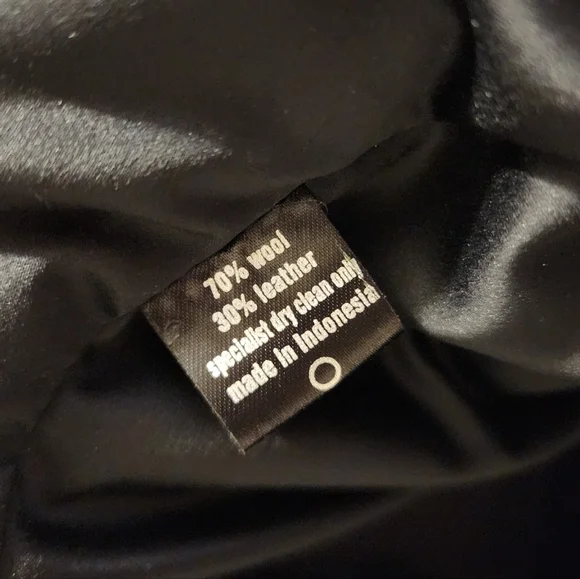 70% wool
30% leather
specialist dry clean only
made in Indonesia